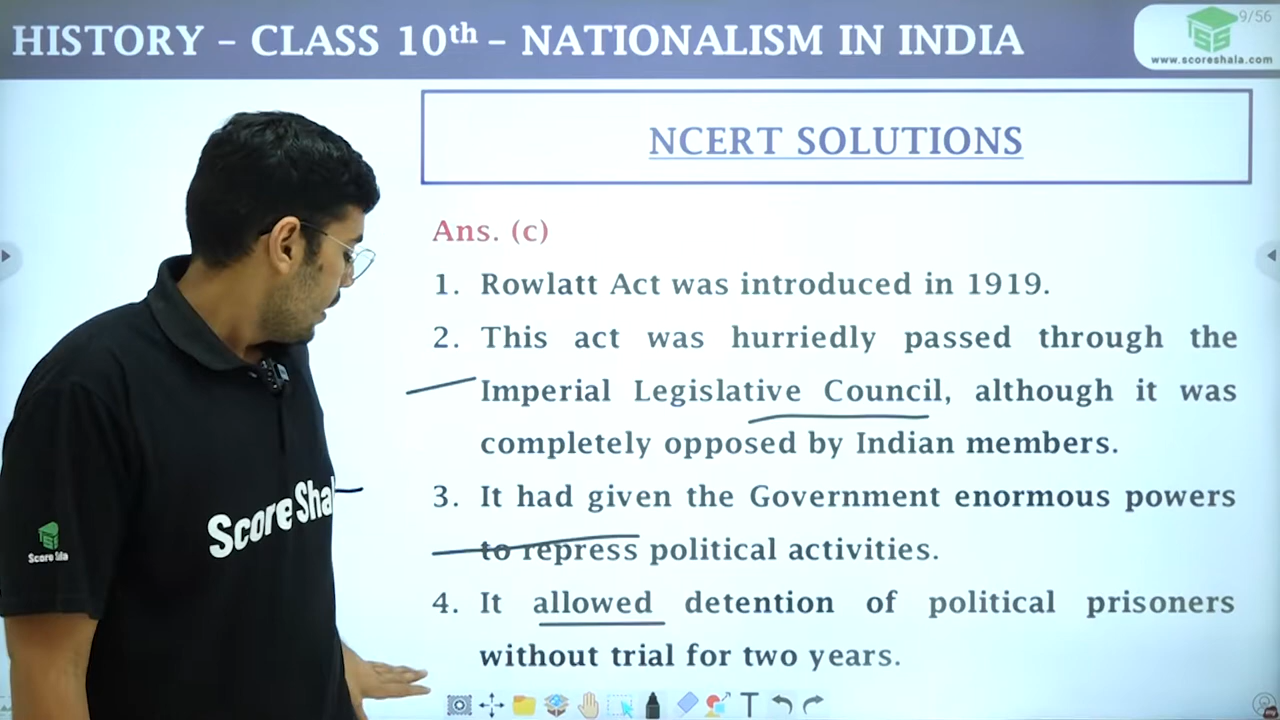 HISTORY – CLASS 10th – NATIONALISM IN INDIA
9/56
www.scoreshala.com
NCERT SOLUTIONS
Ans. (c)
1. Rowlatt Act was introduced in 1919.
2. This act was hurriedly passed through the
Imperial Legislative Council, although it was
completely opposed by Indian members.
3. It had given the Government enormous powers
to repress political activities.
4. It allowed detention of political prisoners
without trial for two years.
Score Shal